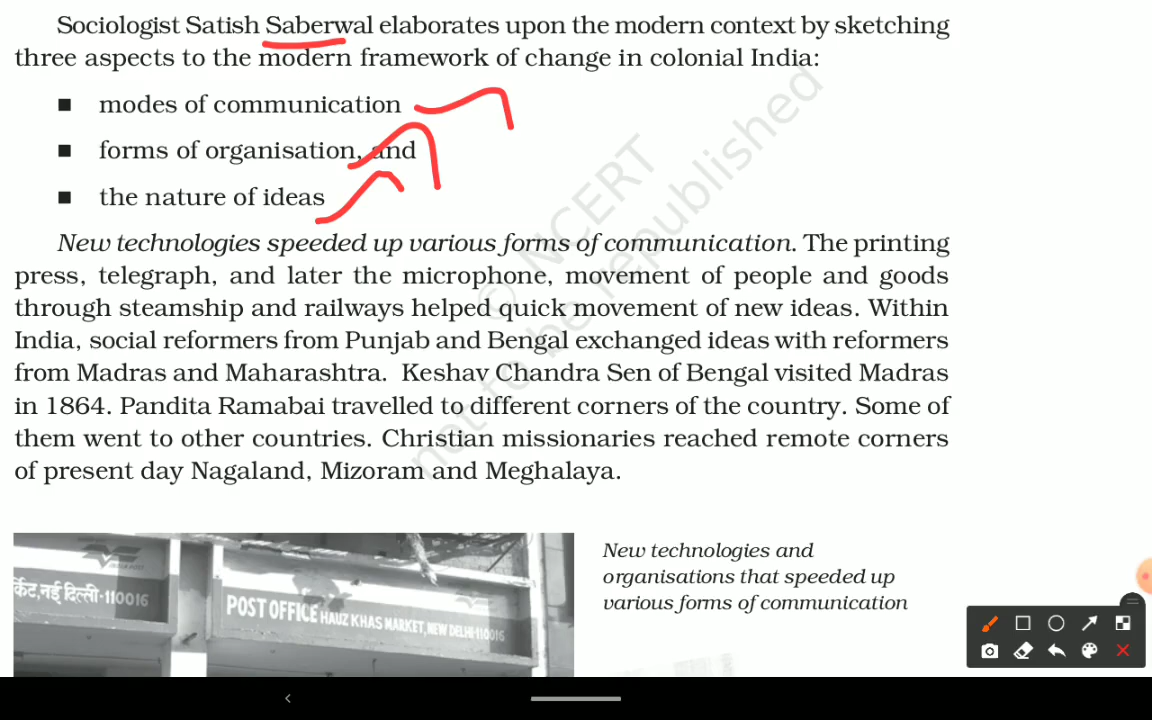 Sociologist Satish Saberwal elaborates upon the modern context by sketching
three aspects to the modern framework of change in colonial India:
■ modes of communication
■ forms of organisation, and
■ the nature of ideas
New technologies speeded up various forms of communication. The printing
press, telegraph, and later the microphone, movement of people and goods
through steamship and railways helped quick movement of new ideas. Within
India, social reformers from Punjab and Bengal exchanged ideas with reformers
from Madras and Maharashtra. Keshav Chandra Sen of Bengal visited Madras
in 1864. Pandita Ramabai travelled to different corners of the country. Some of
them went to other countries. Christian missionaries reached remote corners
of present day Nagaland, Mizoram and Meghalaya.
© NCERT
not to be republished
र्केट, नई दिल्ली-110016
POST OFFICE HAUZ KHAS MARKET, NEW DELHI-110016
New technologies and
organisations that speeded up
various forms of communication